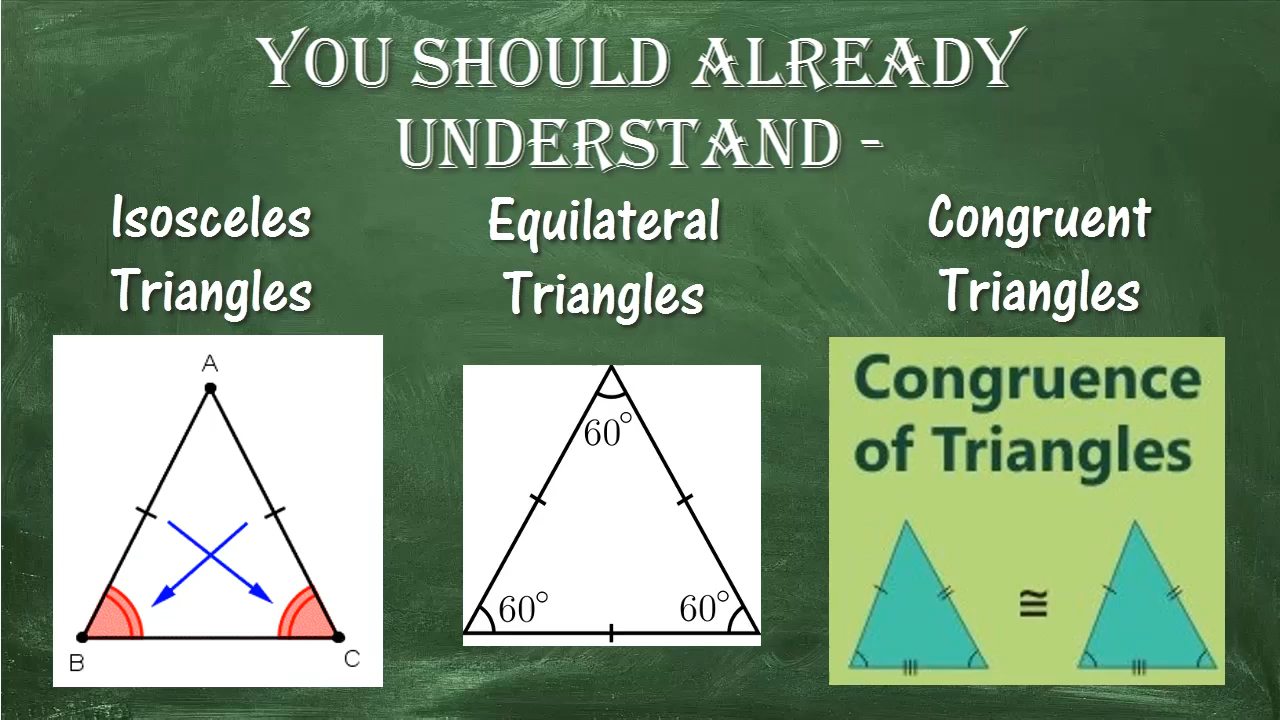 YOU SHOULD ALREADY
UNDERSTAND -
Isosceles
Triangles
Equilateral
Triangles
Congruent
Triangles
A
B
C
60°
60°
60°
Congruence
of Triangles
≅